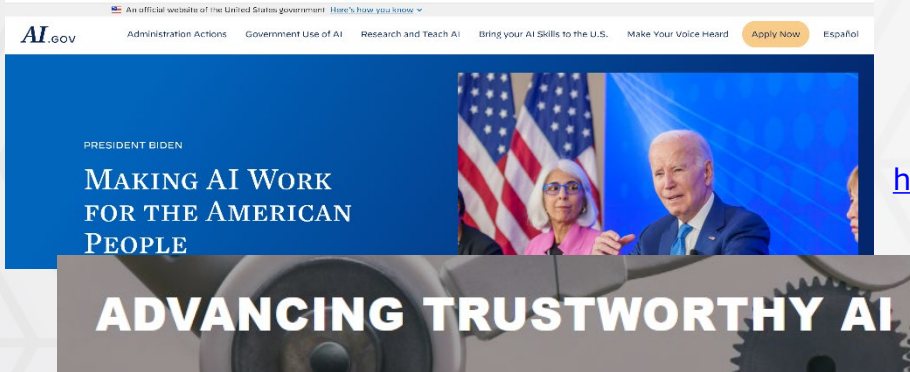 An official website of the United States government Here's how you know
AI.GOV Administration Actions Government Use of AI Research and Teach AI Bring your AI Skills to the U.S. Make Your Voice Heard Apply Now Español
PRESIDENT BIDEN
MAKING AI WORK
FOR THE AMERICAN
PEOPLE
h
ADVANCING TRUSTWORTHY AI